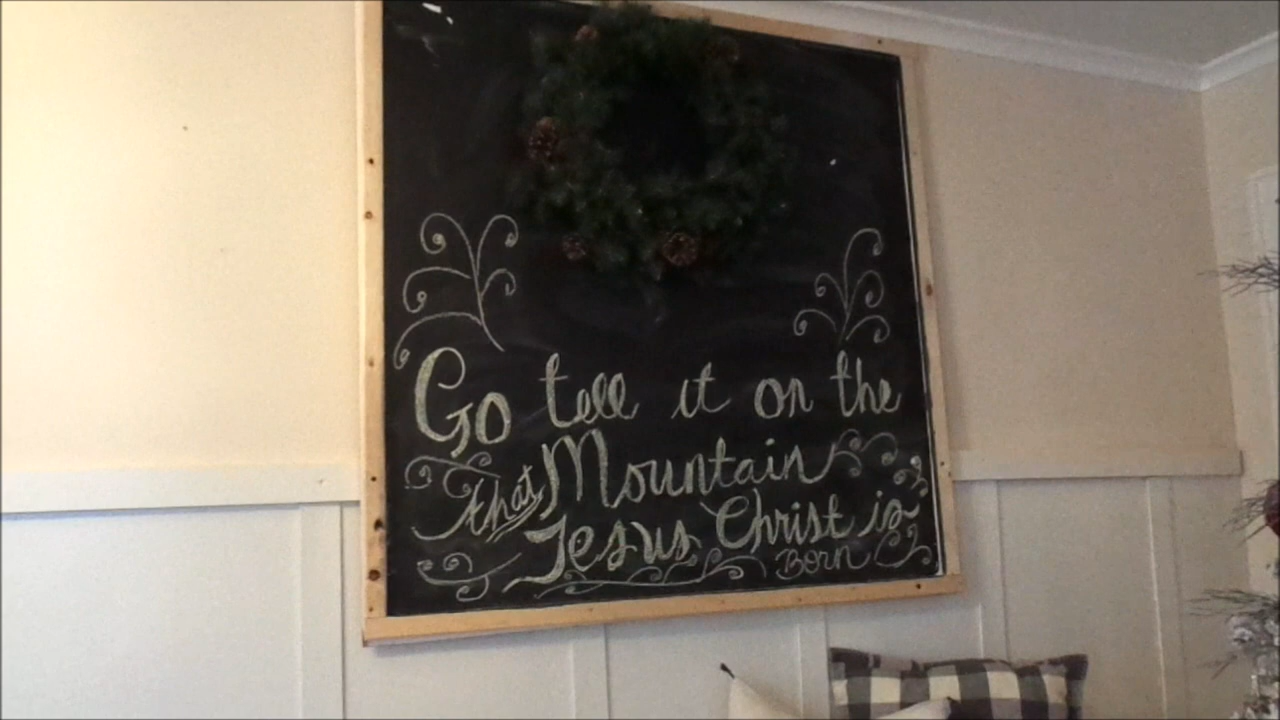 Go tell it on the
Mountain
that Jesus Christ is
Born